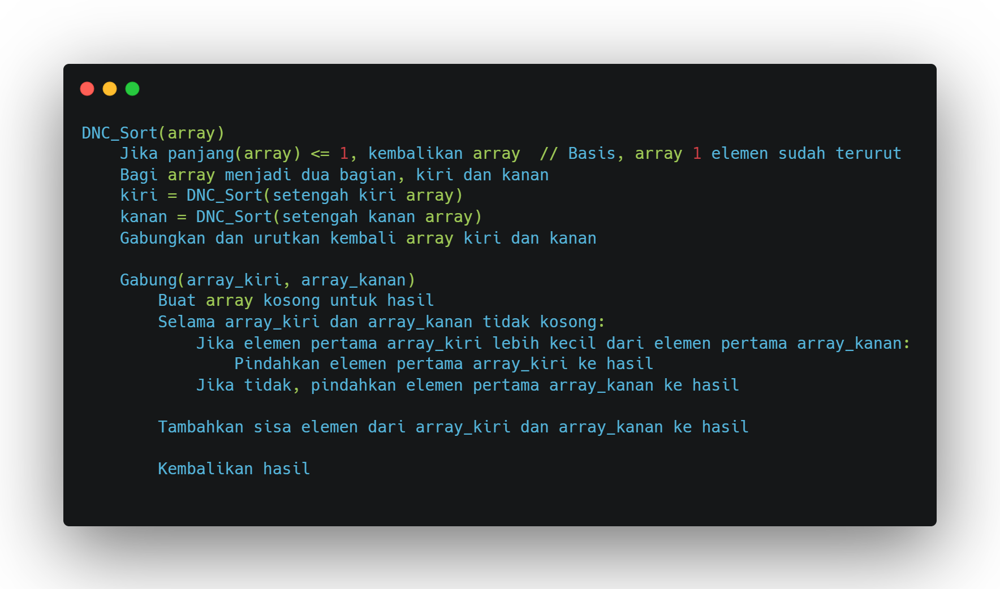 DNC_Sort(array)
Jika panjang(array) <= 1, kembalikan array  // Basis, array 1 elemen sudah terurut
Bagi array menjadi dua bagian, kiri dan kanan
kiri = DNC_Sort(setengah kiri array)
kanan = DNC_Sort(setengah kanan array)
Gabungkan dan urutkan kembali array kiri dan kanan
Gabung(array_kiri, array_kanan)
Buat array kosong untuk hasil
Selama array_kiri dan array_kanan tidak kosong:
Jika elemen pertama array_kiri lebih kecil dari elemen pertama array_kanan:
Pindahkan elemen pertama array_kiri ke hasil
Jika tidak, pindahkan elemen pertama array_kanan ke hasil
Tambahkan sisa elemen dari array_kiri dan array_kanan ke hasil
Kembalikan hasil